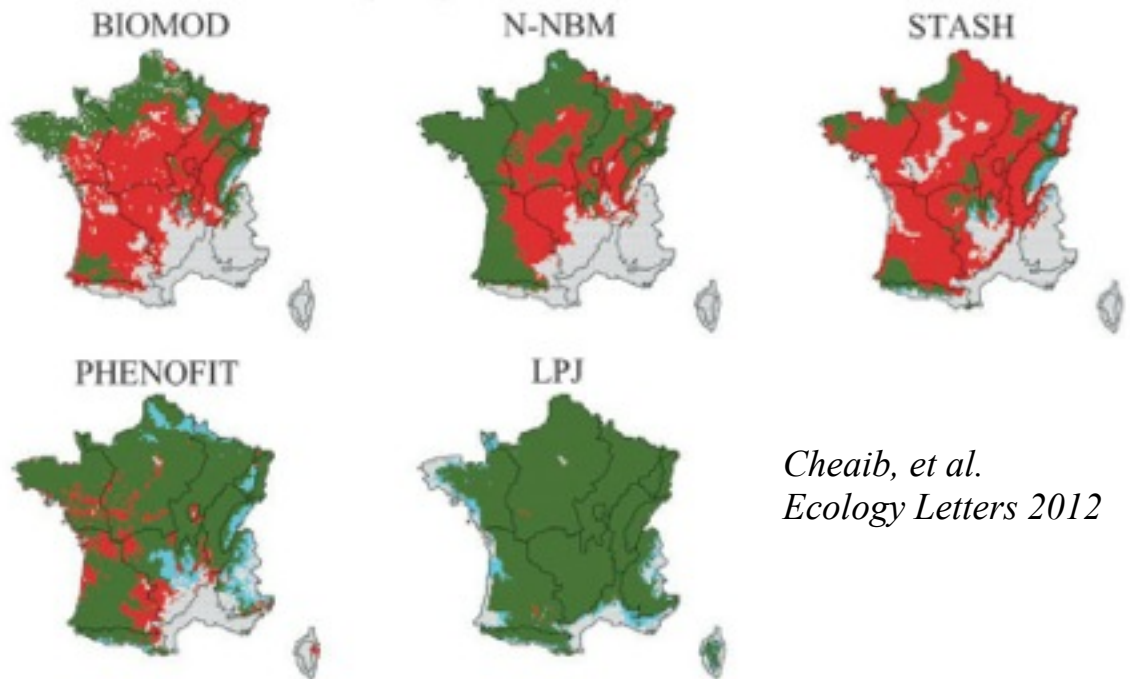 BIOMOD
N-NBM
STASH
PHENOFIT
LPJ
Cheaib, et al.
Ecology Letters 2012